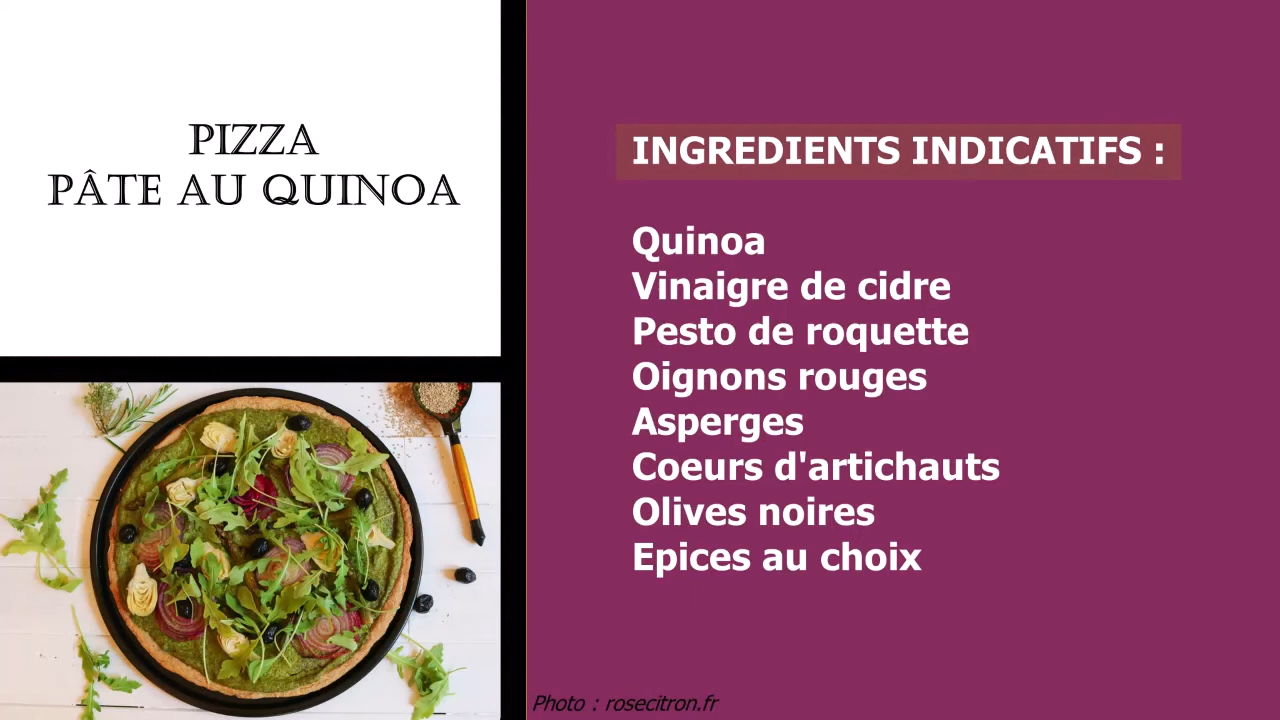 PIZZA
PÂTE AU QUINOA
INGREDIENTS INDICATIFS :
Quinoa
Vinaigre de cidre
Pesto de roquette
Oignons rouges
Asperges
Coeurs d'artichauts
Olives noires
Epices au choix
Photo : rosecitron.fr